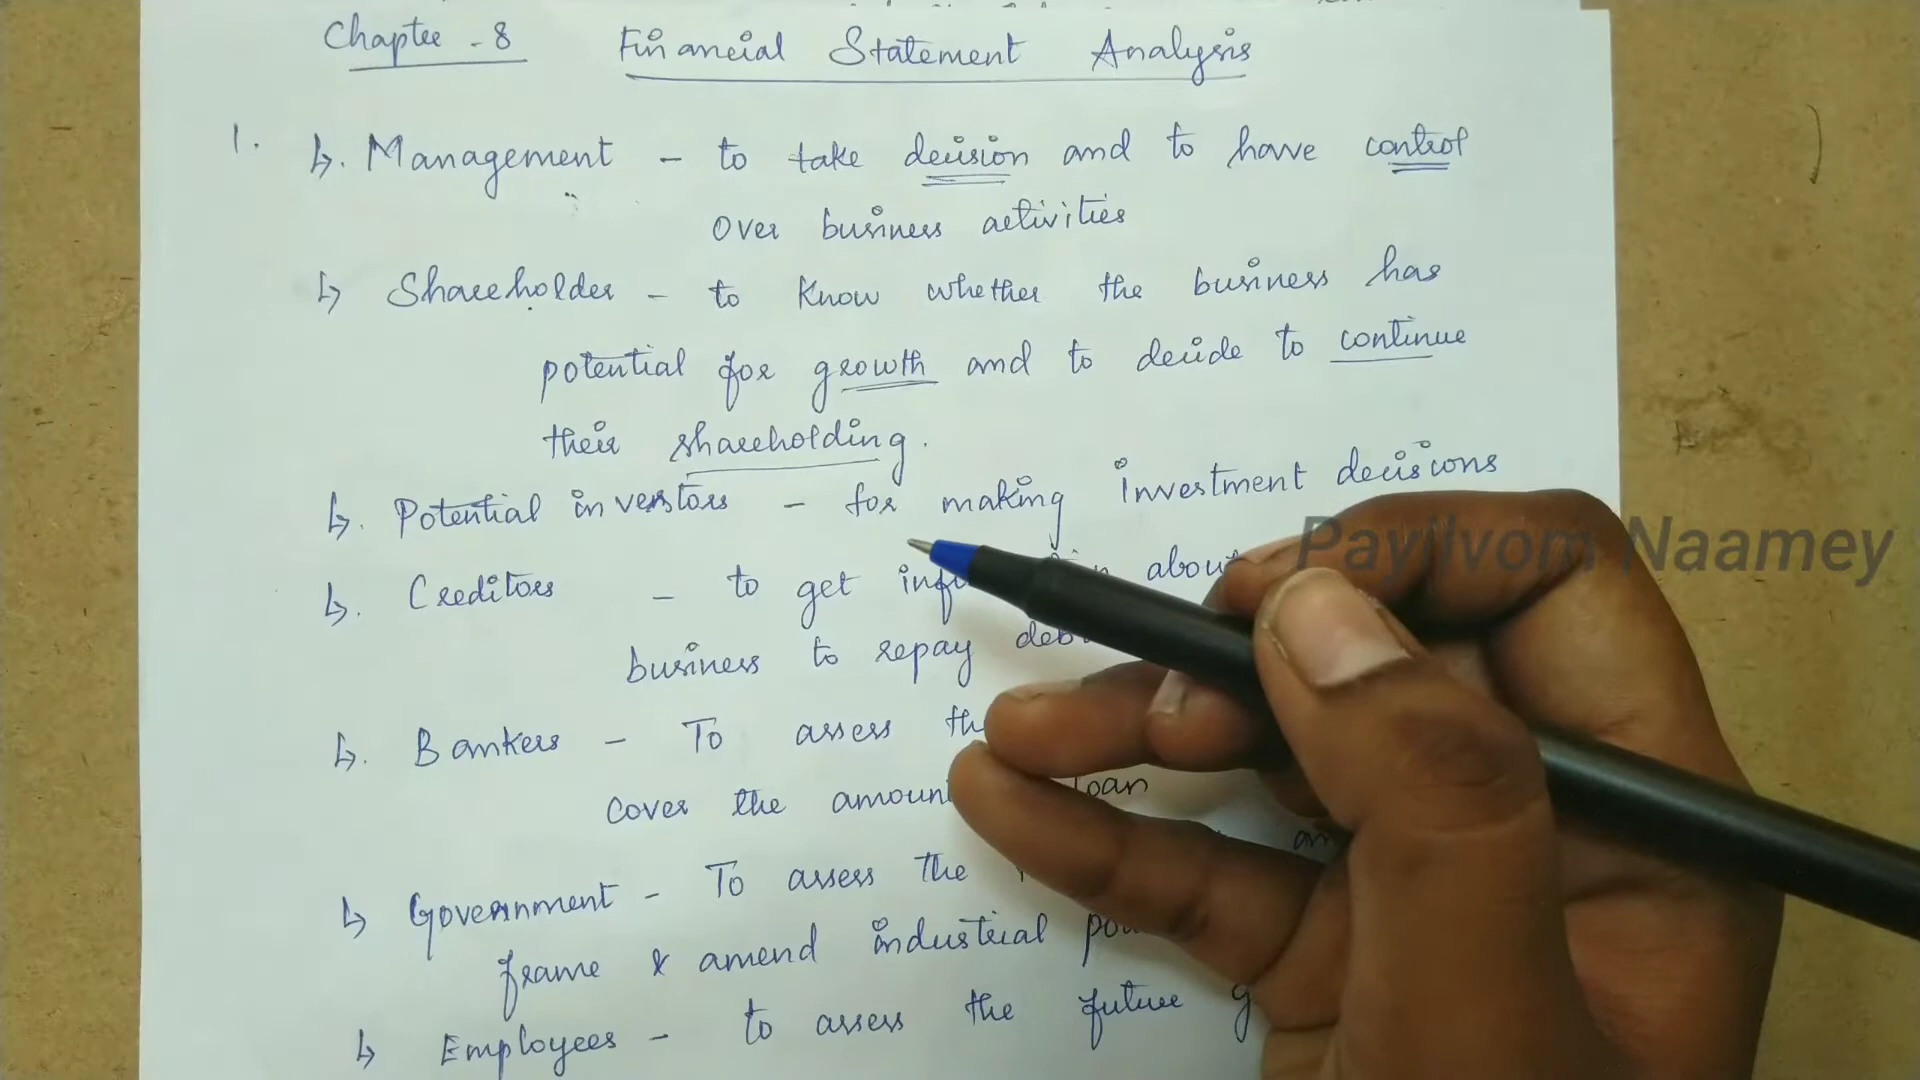 Chapter - 8 Financial Statement Analysis
1. ↳. Management - to take decision and to have control
over business activities
↳ Shareholder - to know whether the business has
potential for growth and to decide to continue
their shareholding.
↳. Potential investors - for making investment decisions
Payilvom Naamey
↳. Creditors - to get about
business to repay
↳. Bankers - To assess
cover the loan
↳ Government - To assess the
frame & amend industrial
↳ Employees - to assess the future